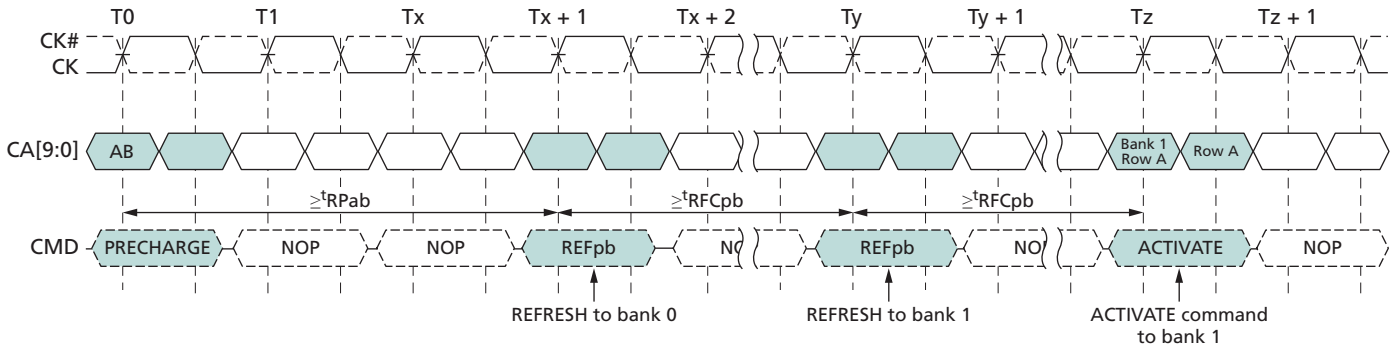 T0 T1 Tx Tx + 1 Tx + 2 Ty Ty + 1 Tz Tz + 1
CK#
CK
CA[9:0] AB Bank 1 Row A Row A
≥tRPab ≥tRFCpb ≥tRFCpb
CMD PRECHARGE NOP NOP REFpb REFpb ACTIVATE NOP
REFRESH to bank 0 REFRESH to bank 1 ACTIVATE command
to bank 1